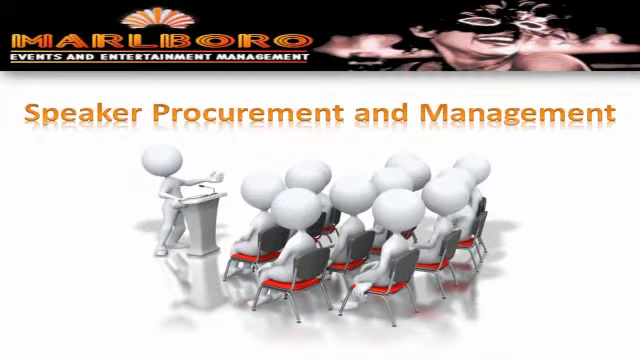 MARLBORO
EVENTS AND ENTERTAINMENT MANAGEMENT
Speaker Procurement and Management